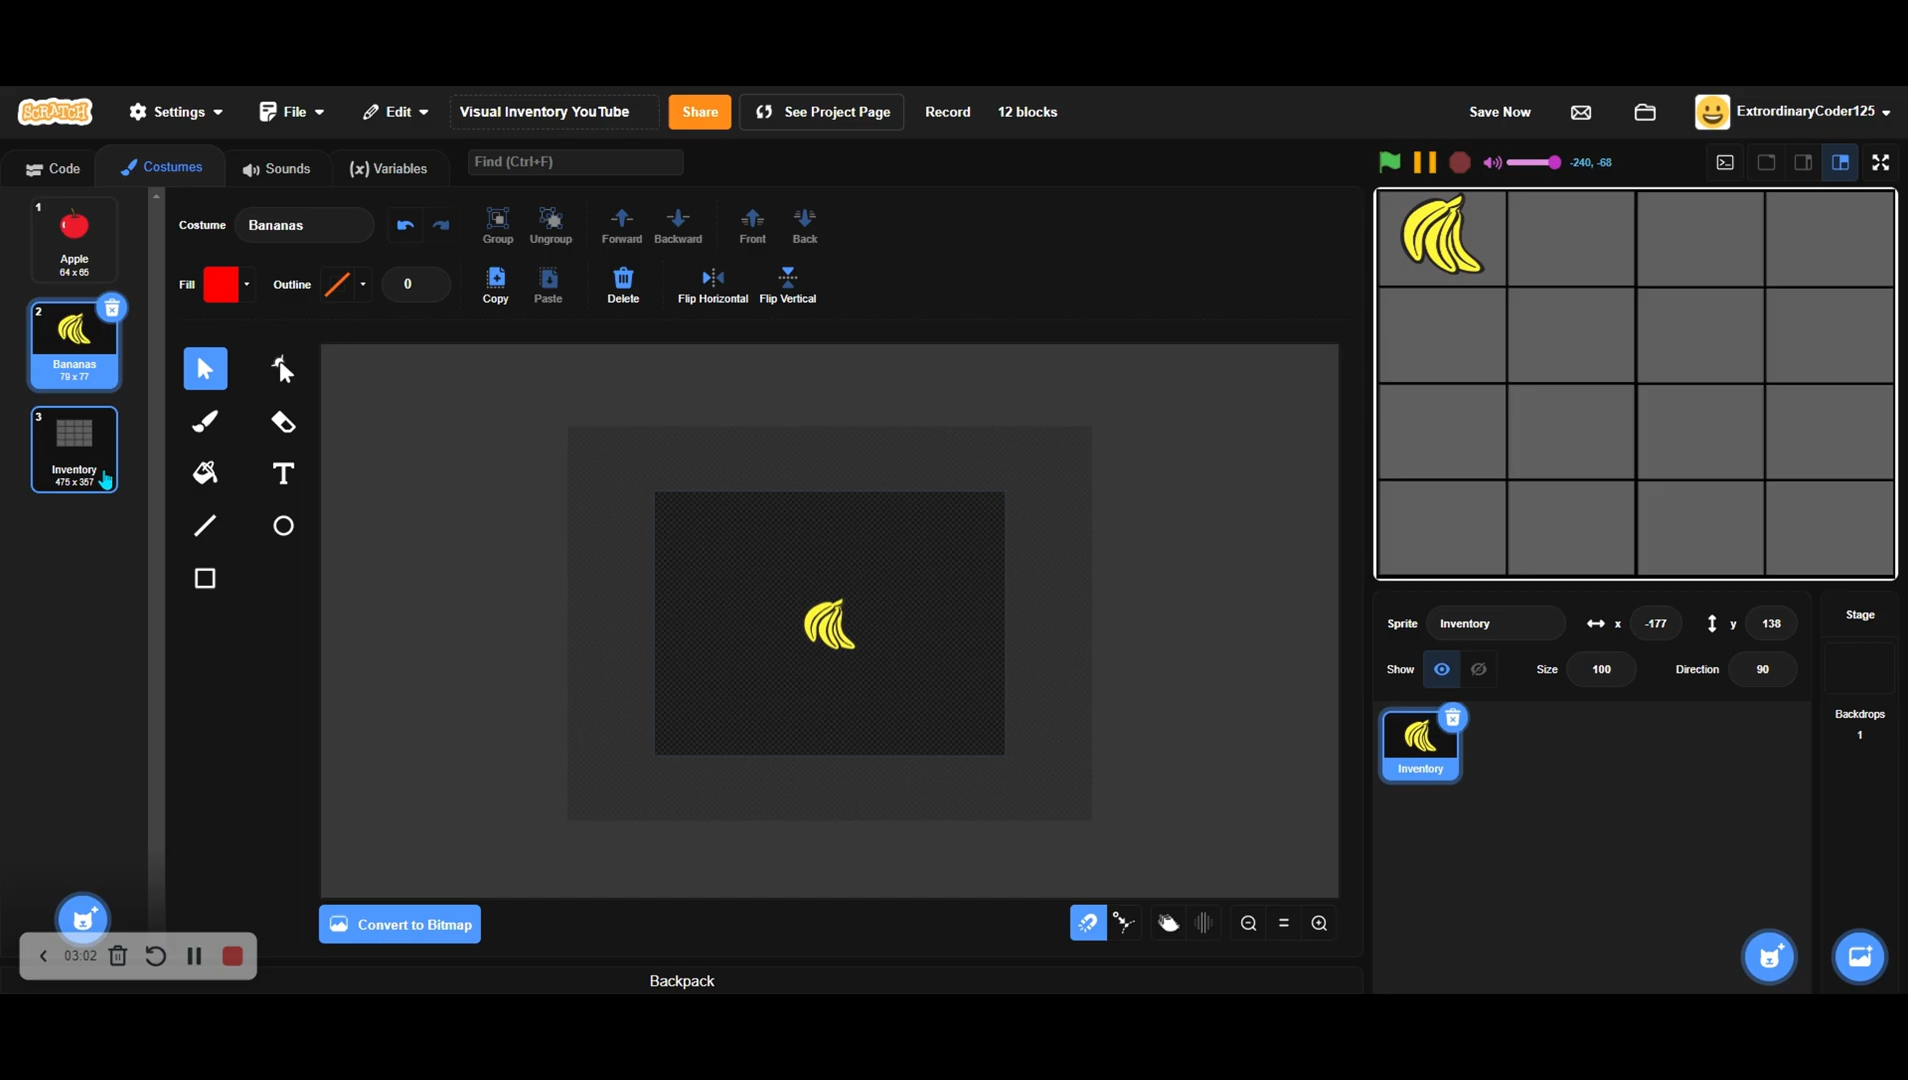 SCRATCH Settings File Edit Visual Inventory YouTube Share See Project Page Record 12 blocks Save Now ExtrordinaryCoder125
Code Costumes Sounds (x) Variables Find (Ctrl+F) -240, -68
1
Apple
64 x 65
2
Bananas
79 x 77
3
Inventory
475 x 357
Costume Bananas Group Ungroup Forward Backward Front Back
Fill Outline 0 Copy Paste Delete Flip Horizontal Flip Vertical
T
Convert to Bitmap
03:02
Backpack
Sprite Inventory x -177 y 138
Show Size 100 Direction 90
Inventory
Stage
Backdrops
1